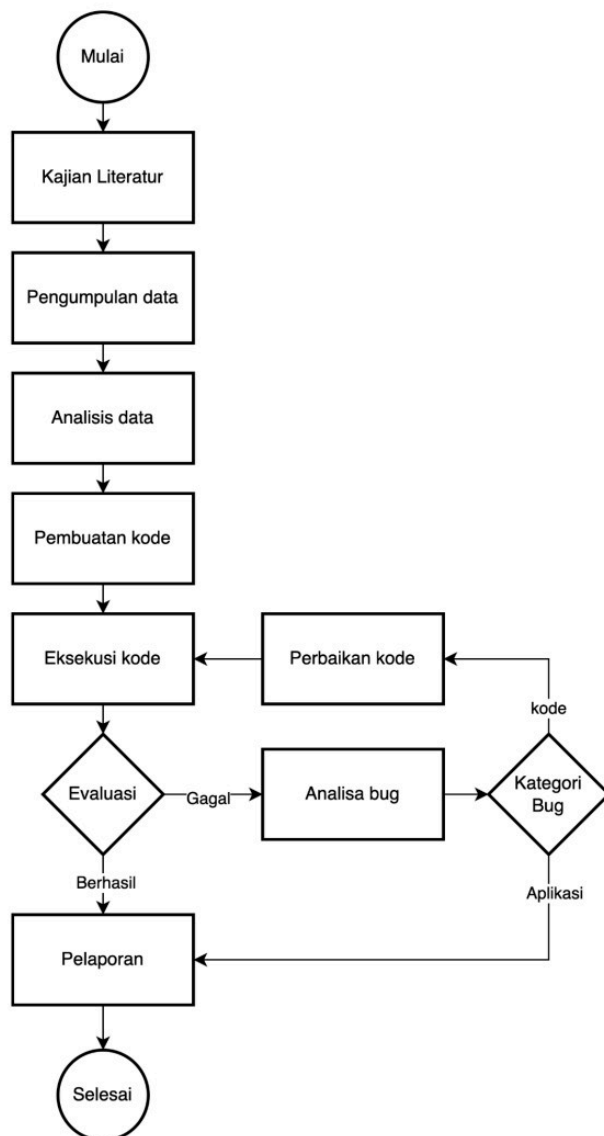 Mulai
Kajian Literatur
Pengumpulan data
Analisis data
Pembuatan kode
Eksekusi kode
Perbaikan kode
kode
Evaluasi
Gagal
Analisa bug
Kategori
Bug
Berhasil
Aplikasi
Pelaporan
Selesai